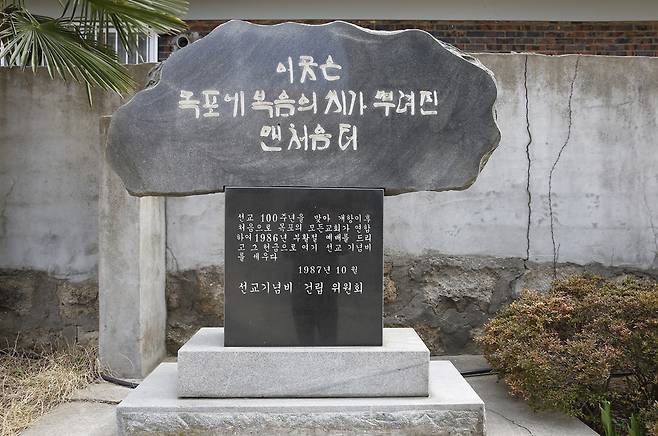 이곳은
목포에 복음의 씨가 뿌려진
맨처음 터
선교 100주년을 맞아 개항이후
처음으로 목포의 모든교회가 연합
하여 1986년 부활절 예배를 드리
고 그 헌금으로 여기 선교 기념비
를 세우다.
1987년 10월
선교기념비 건립 위원회